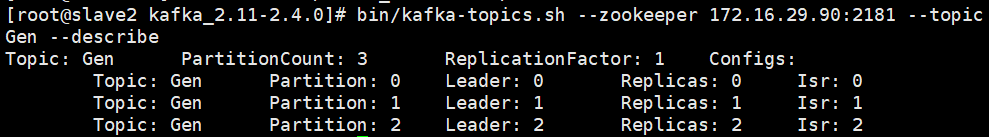 [root@slave2 kafka_2.11-2.4.0]# bin/kafka-topics.sh --zookeeper 172.16.29.90:2181 --topic
Gen --describe
Topic: Gen PartitionCount: 3 ReplicationFactor: 1 Configs:
Topic: Gen Partition: 0 Leader: 0 Replicas: 0 Isr: 0
Topic: Gen Partition: 1 Leader: 1 Replicas: 1 Isr: 1
Topic: Gen Partition: 2 Leader: 2 Replicas: 2 Isr: 2